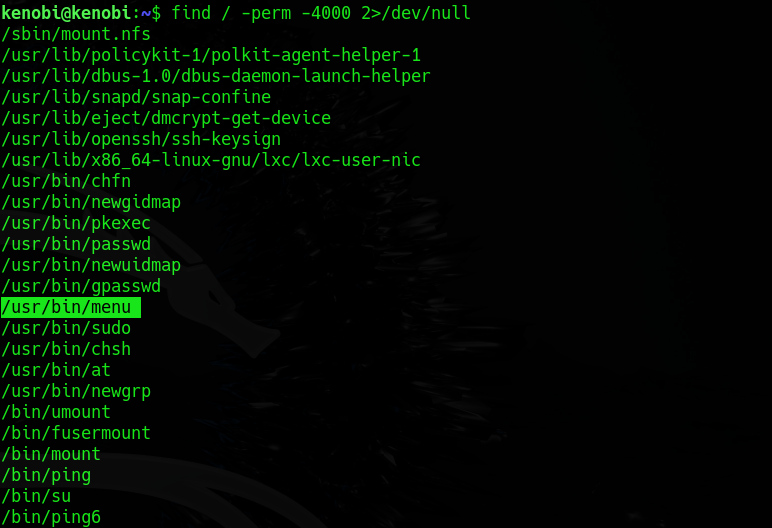 kenobi@kenobi:~$ find / -perm -4000 2>/dev/null
/sbin/mount.nfs
/usr/lib/policykit-1/polkit-agent-helper-1
/usr/lib/dbus-1.0/dbus-daemon-launch-helper
/usr/lib/snapd/snap-confine
/usr/lib/eject/dmcrypt-get-device
/usr/lib/openssh/ssh-keysign
/usr/lib/x86_64-linux-gnu/lxc/lxc-user-nic
/usr/bin/chfn
/usr/bin/newgidmap
/usr/bin/pkexec
/usr/bin/passwd
/usr/bin/newuidmap
/usr/bin/gpasswd
/usr/bin/menu
/usr/bin/sudo
/usr/bin/chsh
/usr/bin/at
/usr/bin/newgrp
/bin/umount
/bin/fusermount
/bin/mount
/bin/ping
/bin/su
/bin/ping6